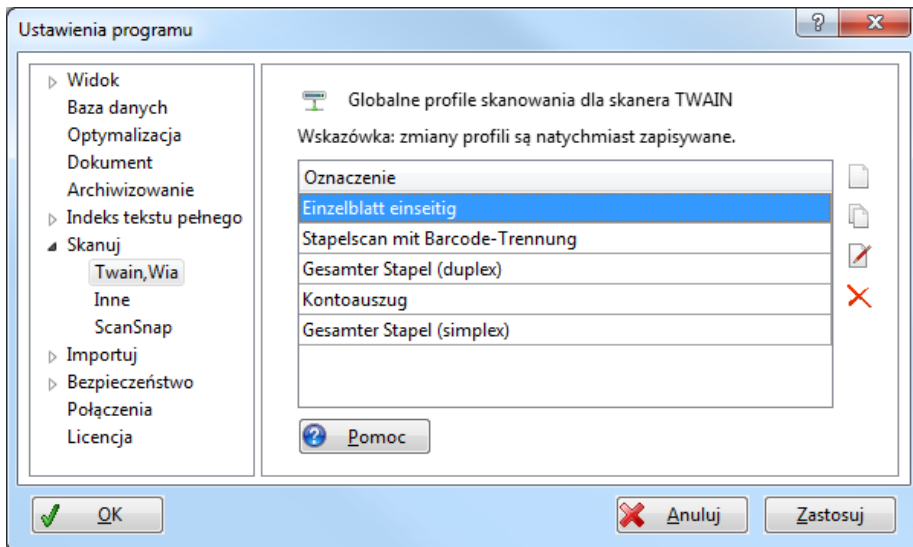 Ustawienia programu
Widok
Baza danych
Optymalizacja
Dokument
Archiwizowanie
Indeks tekstu pełnego
Skanuj
Twain,Wia
Inne
ScanSnap
Importuj
Bezpieczeństwo
Połączenia
Licencja
Globalne profile skanowania dla skanera TWAIN
Wskazówka: zmiany profili są natychmiast zapisywane.
Oznaczenie
Einzelblatt einseitig
Stapelscan mit Barcode-Trennung
Gesamter Stapel (duplex)
Kontoauszug
Gesamter Stapel (simplex)
Pomoc
OK
Anuluj
Zastosuj